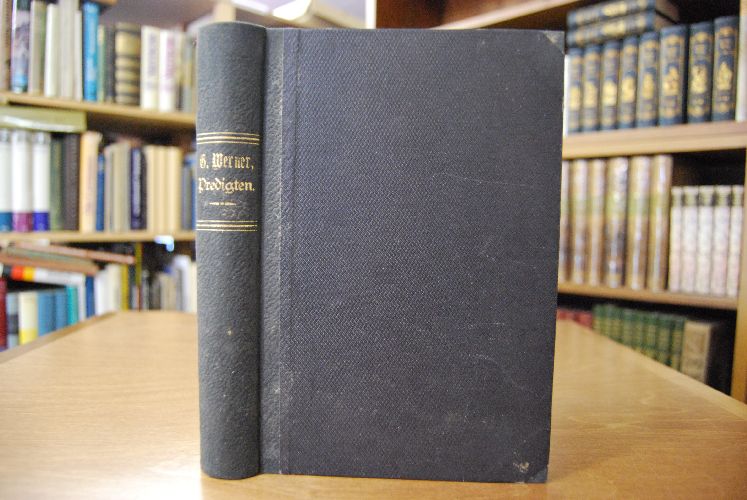 G. Werner,
Predigten.